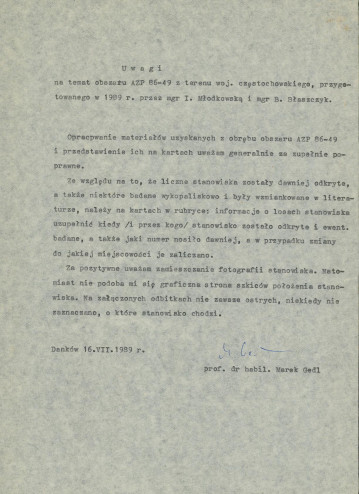 U w a g i
na temat obszaru AZP 86-49 z terenu woj. częstochowskiego, przygo-
towanego w 1989 r. przez mgr I. Młodkowską i mgr B. Błaszczyk.
Opracowanie materiałów uzyskanych z obrębu obszaru AZP 86-49
i przedstawienie ich na kartach uważam generalnie za zupełnie po-
prawne.
Ze względu na to, że liczne stanowiska zostały dawniej odkryte,
a także niektóre badane wykopaliskowo i były wzmiankowane w litera-
turze, należy na kartach w rubryce: informacje o losach stanowiska
uzupełnić kiedy /i przez kogo/ stanowisko zostało odkryte i ewent.
badane, a także jaki numer nosiło dawniej, a w przypadku zmiany
do jakiej miejscowości je zaliczano.
Za pozytywne uważam zamieszczanie fotografii stanowiska. Nato-
miast nie podoba mi się graficzna strona szkiców położenia stano-
wiska. Na załączonych odbitkach nie zawsze ostrych, niekiedy nie
zaznaczono, o które stanowisko chodzi.
Danków 16.VII.1989 r.
prof. dr habil. Marek Gedl